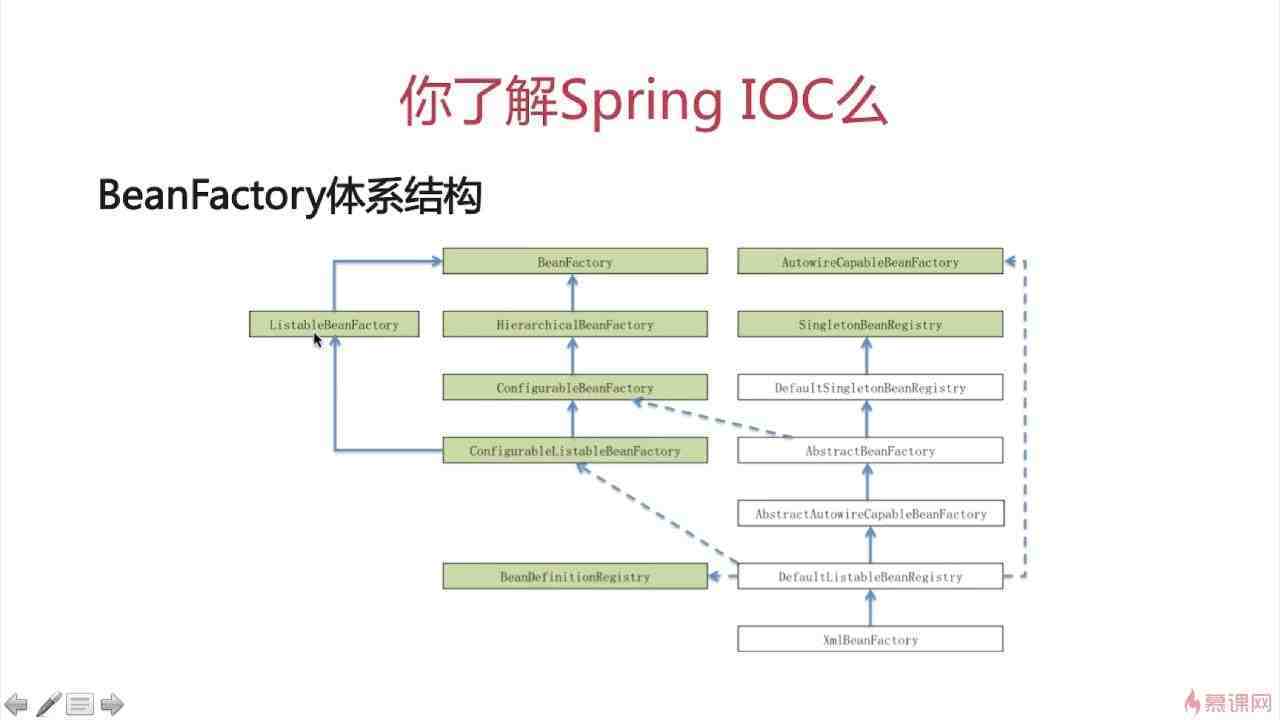 你了解Spring IOC么
BeanFactory体系结构
BeanFactory
AutowireCapableBeanFactory
ListableBeanFactory
HierarchicalBeanFactory
SingletonBeanRegistry
ConfigurableBeanFactory
DefaultSingletonBeanRegistry
ConfigurableListableBeanFactory
AbstractBeanFactory
AbstractAutowireCapableBeanFactory
BeanDefinitionRegistry
DefaultListableBeanRegistry
XmlBeanFactory
慕课网